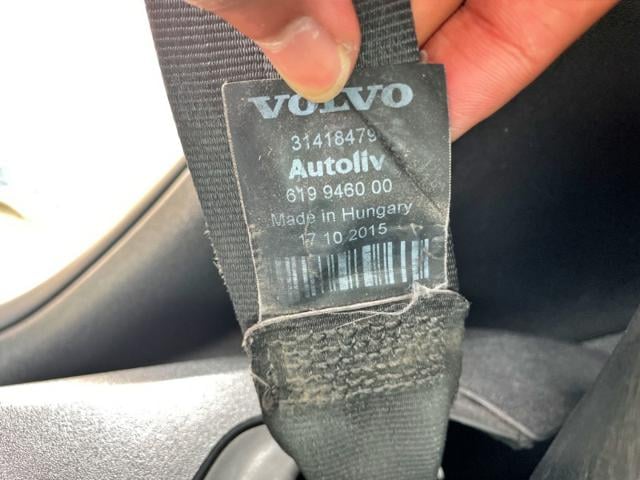 VOLVO
31418479
Autoliv
619 9460 00
Made in Hungary
17 10 2015